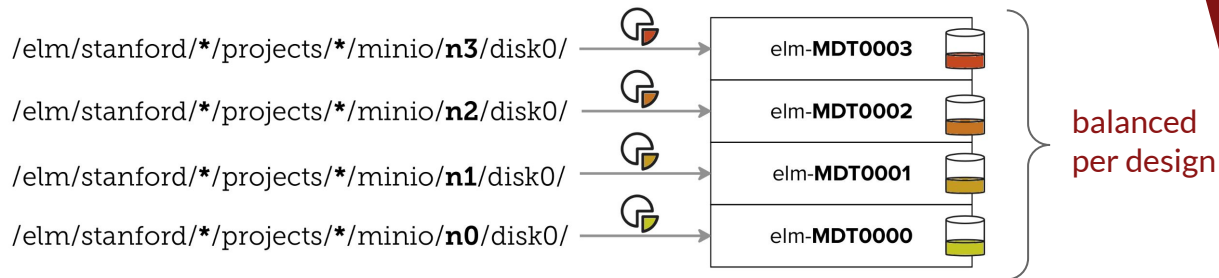 /elm/stanford/*/projects/*/minio/n3/disk0/ elm-MDT0003
/elm/stanford/*/projects/*/minio/n2/disk0/ elm-MDT0002
/elm/stanford/*/projects/*/minio/n1/disk0/ elm-MDT0001
/elm/stanford/*/projects/*/minio/n0/disk0/ elm-MDT0000
balanced
per design